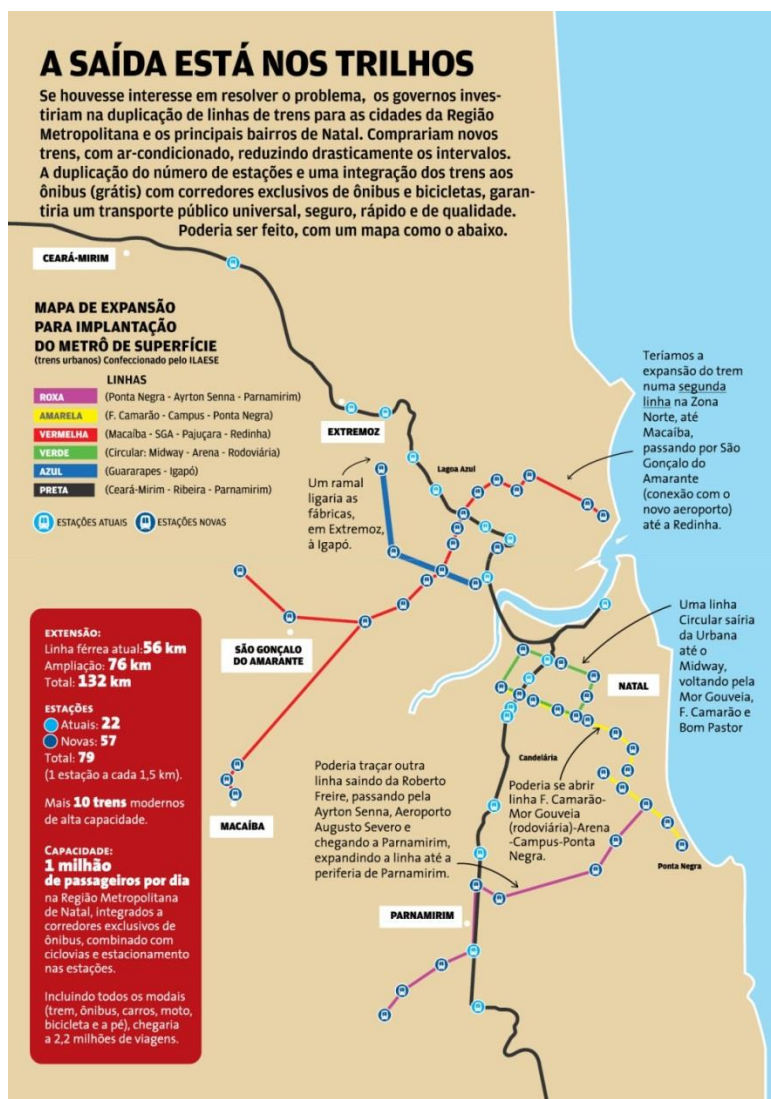 A SAÍDA ESTÁ NOS TRILHOS
Se houvesse interesse em resolver o problema, os governos inves-
tiriam na duplicação de linhas de trens para as cidades da Região
Metropolitana e os principais bairros de Natal. Comprariam novos
trens, com ar-condicionado, reduzindo drasticamente os intervalos.
A duplicação do número de estações e uma integração dos trens aos
ônibus (grátis) com corredores exclusivos de ônibus e bicicletas, garan-
tiria um transporte público universal, seguro, rápido e de qualidade.
Poderia ser feito, com um mapa como o abaixo.
CEARÁ-MIRIM
MAPA DE EXPANSÃO
PARA IMPLANTAÇÃO
DO METRÔ DE SUPERFÍCIE
(trens urbanos) Confeccionado pelo ILAESE
LINHAS
ROXA (Ponta Negra - Ayrton Senna - Parnamirim)
AMARELA (F. Camarão - Campus - Ponta Negra)
VERMELHA (Macaíba - SGA - Pajuçara - Redinha)
VERDE (Circular: Midway - Arena - Rodoviária)
AZUL (Guararapes - Igapó)
PRETA (Ceará-Mirim - Ribeira - Parnamirim)
ESTAÇÕES ATUAIS ESTAÇÕES NOVAS
EXTREMOZ
Lagoa Azul
Um ramal
ligaria as
fábricas,
em Extremoz,
à Igapó.
Teríamos a
expansão do trem
numa segunda
linha na Zona
Norte, até
Macaíba,
passando por São
Gonçalo do
Amarante
(conexão com o
novo aeroporto)
até a Redinha.
SÃO GONÇALO
DO AMARANTE
Uma linha
Circular sairia
da Urbana
até o
Midway,
voltando pela
Mor Gouveia,
F. Camarão e
Bom Pastor
NATAL
EXTENSÃO:
Linha férrea atual:56 km
Ampliação: 76 km
Total: 132 km
ESTAÇÕES
Atuais: 22
Novas: 57
Total: 79
(1 estação a cada 1,5 km).
Mais 10 trens modernos
de alta capacidade.
CAPACIDADE:
1 milhão
de passageiros por dia
na Região Metropolitana
de Natal, integrados a
corredores exclusivos de
ônibus, combinado com
ciclovias e estacionamento
nas estações.
Incluindo todos os modais
(trem, ônibus, carros, moto,
bicicleta e a pé), chegaria
a 2,2 milhões de viagens.
MACAÍBA
Candelária
Poderia traçar outra
linha saindo da Roberto
Freire, passando pela
Ayrton Senna, Aeroporto
Augusto Severo e
chegando a Parnamirim,
expandindo a linha até a
periferia de Parnamirim.
Poderia se abrir
linha F. Camarão-
Mor Gouveia
(rodoviária)-Arena
-Campus-Ponta
Negra.
Ponta Negra
PARNAMIRIM